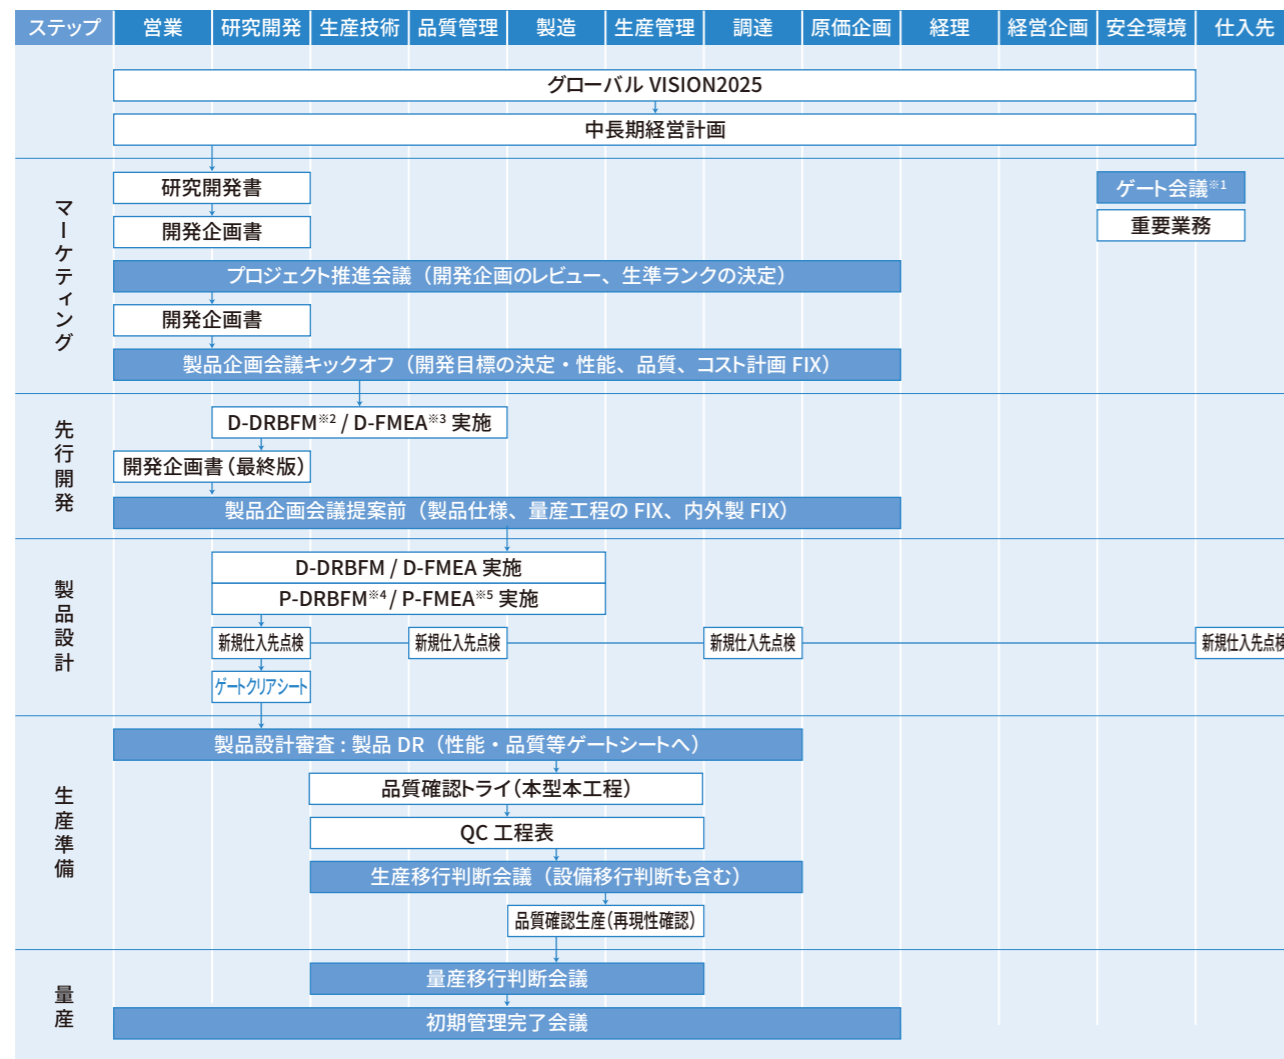 ステップ 営業 研究開発 生産技術 品質管理 製造 生産管理 調達 原価企画 経理 経営企画 安全環境 仕入先
グローバル VISION2025
中長期経営計画
マーケティング
研究開発書
ゲート会議※1
開発企画書
重要業務
プロジェクト推進会議（開発企画のレビュー、生準ランクの決定）
開発企画書
製品企画会議キックオフ（開発目標の決定・性能、品質、コスト計画 FIX）
先行開発
D-DRBFM※2 / D-FMEA※3 実施
開発企画書（最終版）
製品企画会議提案前（製品仕様、量産工程の FIX、内外製 FIX）
製品設計
D-DRBFM / D-FMEA 実施
P-DRBFM※4 / P-FMEA※5 実施
新規仕入先点検 新規仕入先点検 新規仕入先点検 新規仕入先点検
ゲートクリアシート
生産準備
製品設計審査 : 製品 DR（性能・品質等ゲートシートへ）
品質確認トライ（本型本工程）
QC 工程表
生産移行判断会議（設備移行判断も含む）
品質確認生産（再現性確認）
量産
量産移行判断会議
初期管理完了会議